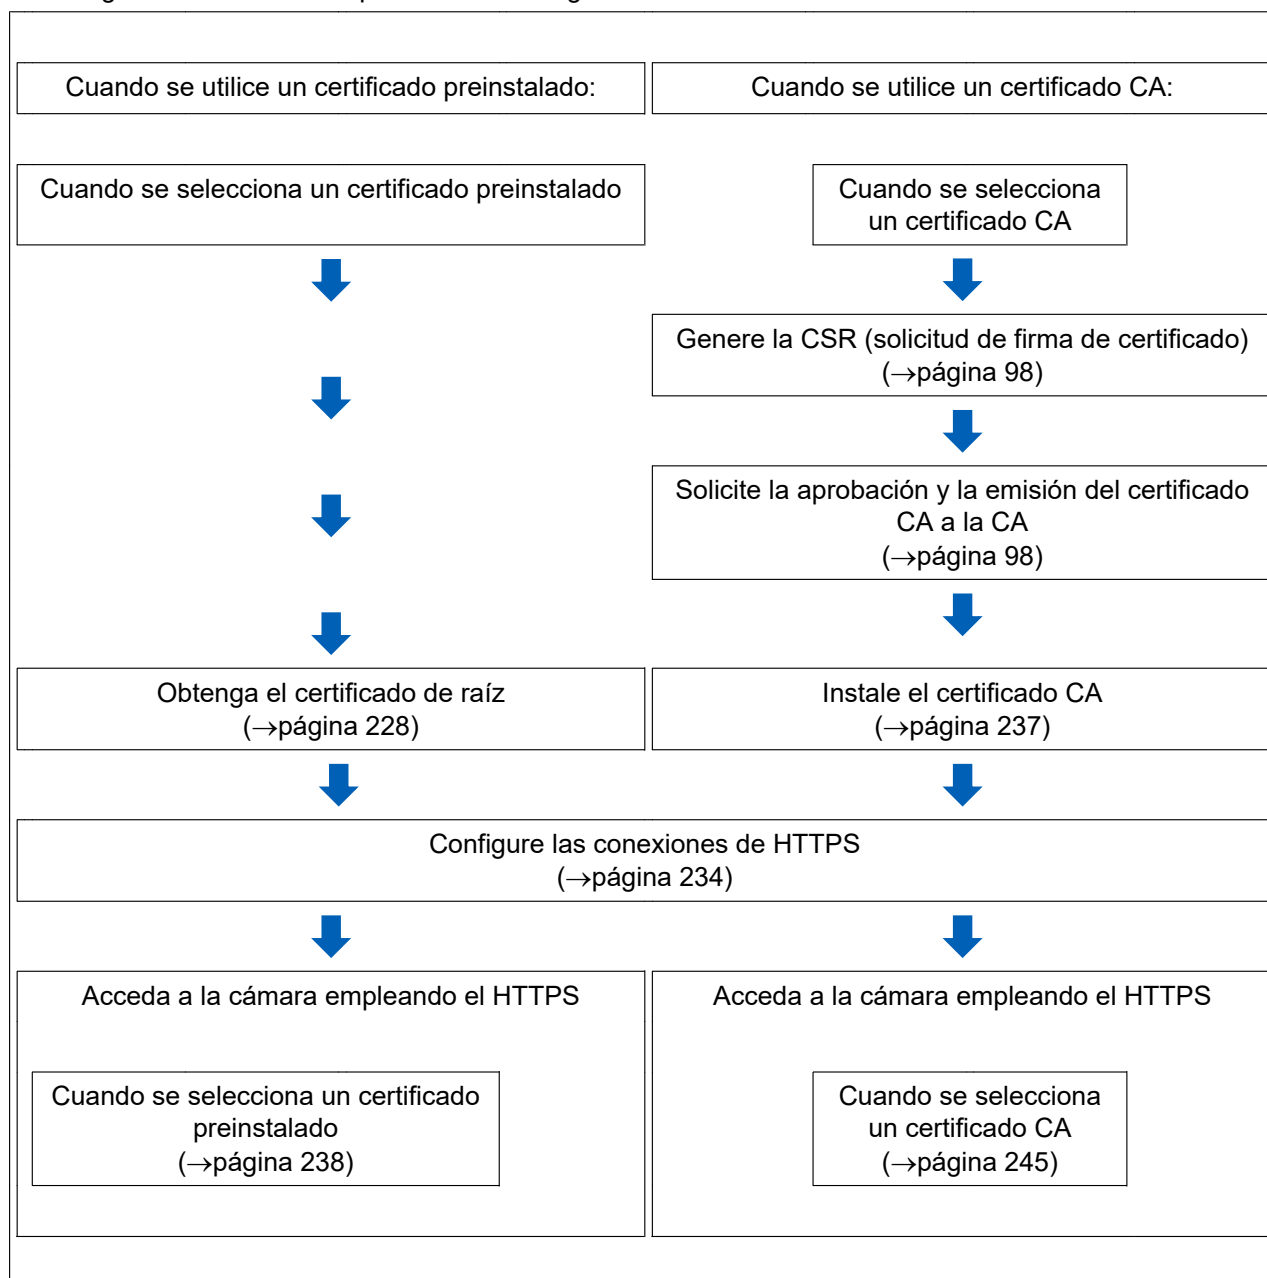 Cuando se utilice un certificado preinstalado:
Cuando se utilice un certificado CA:
Cuando se selecciona un certificado preinstalado
Cuando se selecciona
un certificado CA
Genere la CSR (solicitud de firma de certificado)
(→página 98)
Solicite la aprobación y la emisión del certificado
CA a la CA
(→página 98)
Obtenga el certificado de raíz
(→página 228)
Instale el certificado CA
(→página 237)
Configure las conexiones de HTTPS
(→página 234)
Acceda a la cámara empleando el HTTPS
Cuando se selecciona un certificado
preinstalado
(→página 238)
Acceda a la cámara empleando el HTTPS
Cuando se selecciona
un certificado CA
(→página 245)